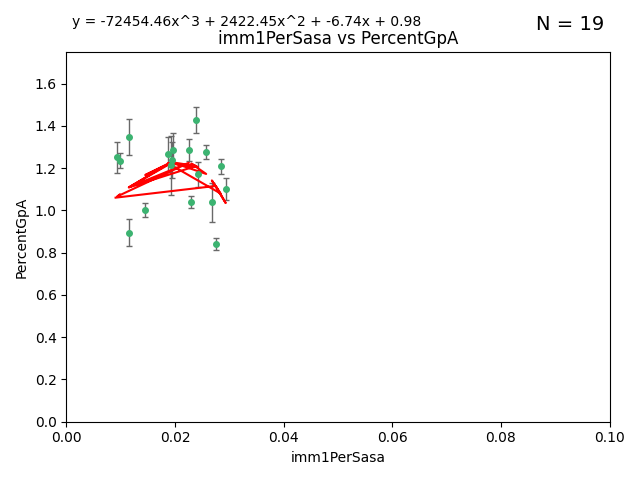 y = -72454.46x^3 + 2422.45x^2 + -6.74x + 0.98
N = 19
imm1PerSasa vs PercentGpA
1.6
1.4
1.2
1.0
0.8
0.6
0.4
0.2
0.0
PercentGpA
0.00 0.02 0.04 0.06 0.08 0.10
imm1PerSasa